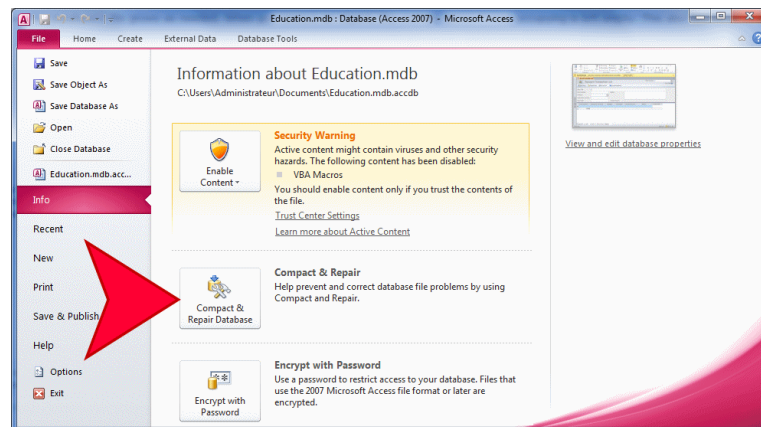 Education.mdb : Database (Access 2007) - Microsoft Access
File Home Create External Data Database Tools
Save
Save Object As
Save Database As
Open
Close Database
Education.mdb.acc...
Info
Recent
New
Print
Save & Publish
Help
Options
Exit
Information about Education.mdb
C:\Users\Administrateur\Documents\Education.mdb.accdb
Enable
Content
Security Warning
Active content might contain viruses and other security
hazards. The following content has been disabled:
VBA Macros
You should enable content only if you trust the contents of
the file.
Trust Center Settings
Learn more about Active Content
Compact &
Repair Database
Compact & Repair
Help prevent and correct database file problems by using
Compact and Repair.
Encrypt with
Password
Encrypt with Password
Use a password to restrict access to your database. Files that
use the 2007 Microsoft Access file format or later are
encrypted.
View and edit database properties